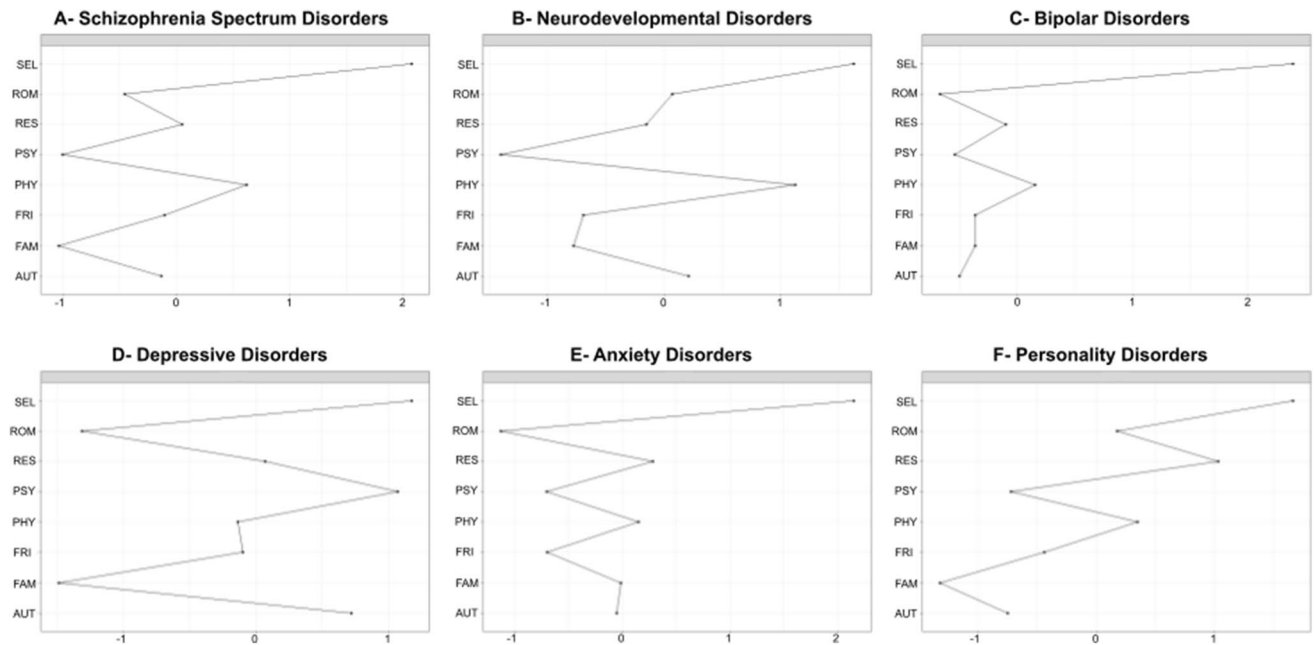 A- Schizophrenia Spectrum Disorders
SEL
ROM
RES
PSY
PHY
FRI
FAM
AUT
-1 0 1 2
B- Neurodevelopmental Disorders
SEL
ROM
RES
PSY
PHY
FRI
FAM
AUT
-1 0 1
C- Bipolar Disorders
SEL
ROM
RES
PSY
PHY
FRI
FAM
AUT
0 1 2
D- Depressive Disorders
SEL
ROM
RES
PSY
PHY
FRI
FAM
AUT
-1 0 1
E- Anxiety Disorders
SEL
ROM
RES
PSY
PHY
FRI
FAM
AUT
-1 0 1 2
F- Personality Disorders
SEL
ROM
RES
PSY
PHY
FRI
FAM
AUT
-1 0 1